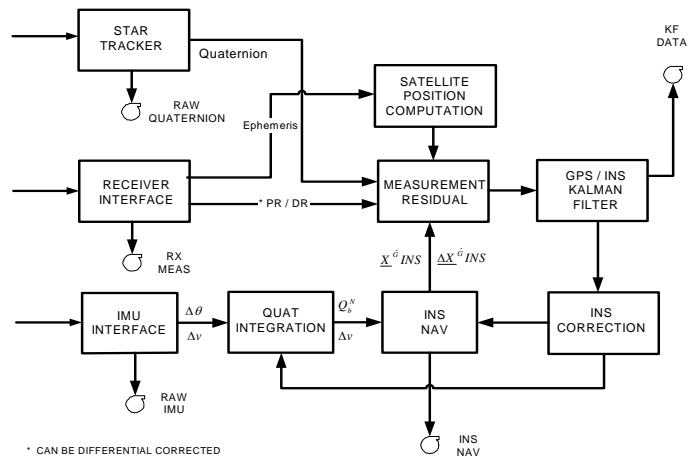 STAR
TRACKER
Quaternion
KF
DATA
RAW
QUATERNION
SATELLITE
POSITION
COMPUTATION
Ephemeris
RECEIVER
INTERFACE
* PR / DR
MEASUREMENT
RESIDUAL
GPS / INS
KALMAN
FILTER
RX
MEAS
X^Ĝ INS ΔX^Ĝ INS
IMU
INTERFACE
Δθ
Δv
QUAT
INTEGRATION
Q_b^N
Δv
INS
NAV
INS
CORRECTION
RAW
IMU
INS
NAV
* CAN BE DIFFERENTIAL CORRECTED